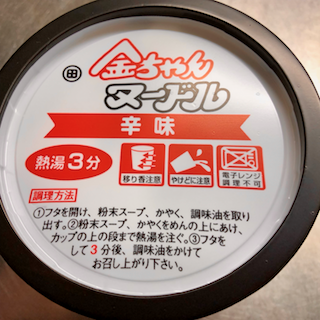 田
金ちゃん
ヌードル
辛味
熱湯3分
移り香注意
やけどに注意
電子レンジ
調理不可
調理方法
①フタを開け、粉末スープ、かやく、調味油を取り
出す。②粉末スープ、かやくをめんの上にあけ、
カップの上の段まで熱湯を注ぐ。③フタを
して3分後、調味油をかけて
お召し上がり下さい。